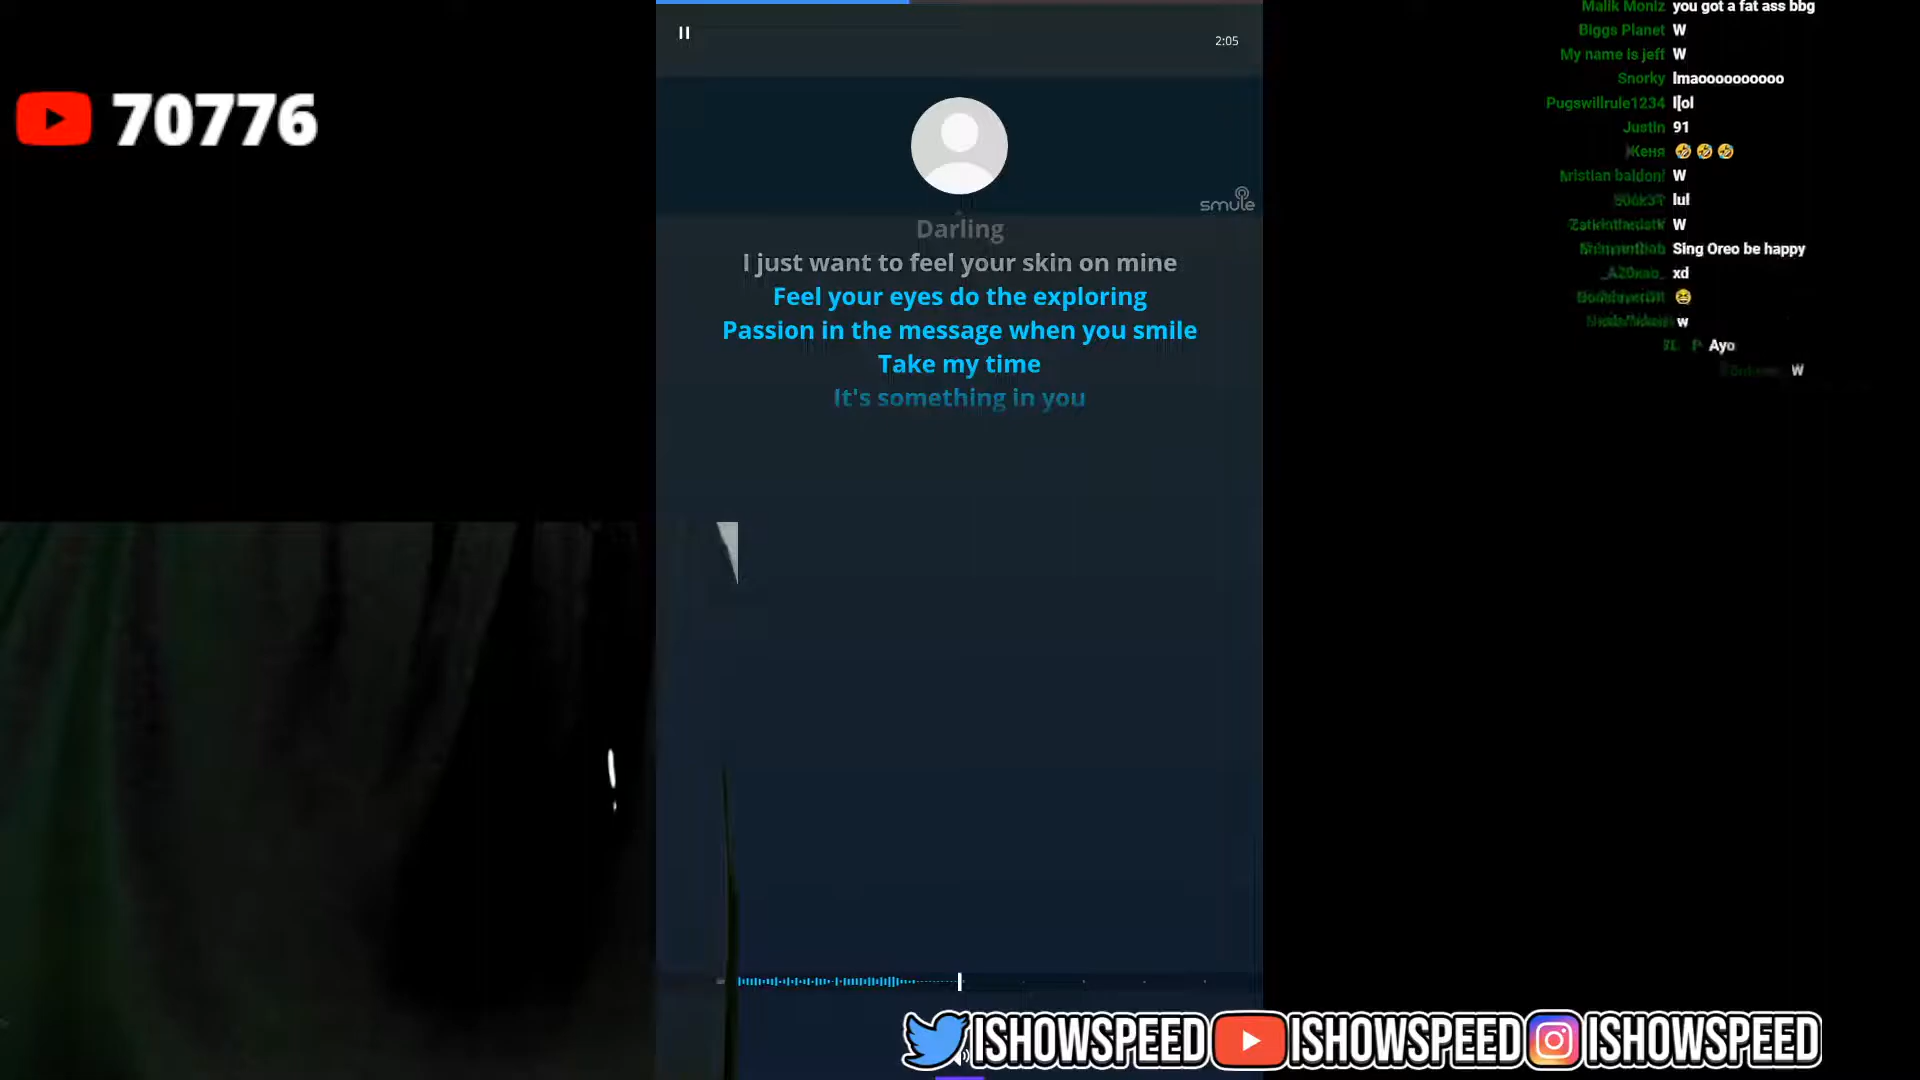 70776
2:05
smule
Darling
I just want to feel your skin on mine
Feel your eyes do the exploring
Passion in the message when you smile
Take my time
It's something in you
Malik Moniz you got a fat ass bbg
Biggs Planet W
My name is jeff W
Snorky lmaoooooooooo
Pugswillrule1234 l[ol
Justin 91
Женя 🤣 🤣 🤣
kristian baldoni W
lul
W
Sing Oreo be happy
xd
😆
w
Ayo
W
ISHOWSPEED ISHOWSPEED ISHOWSPEED